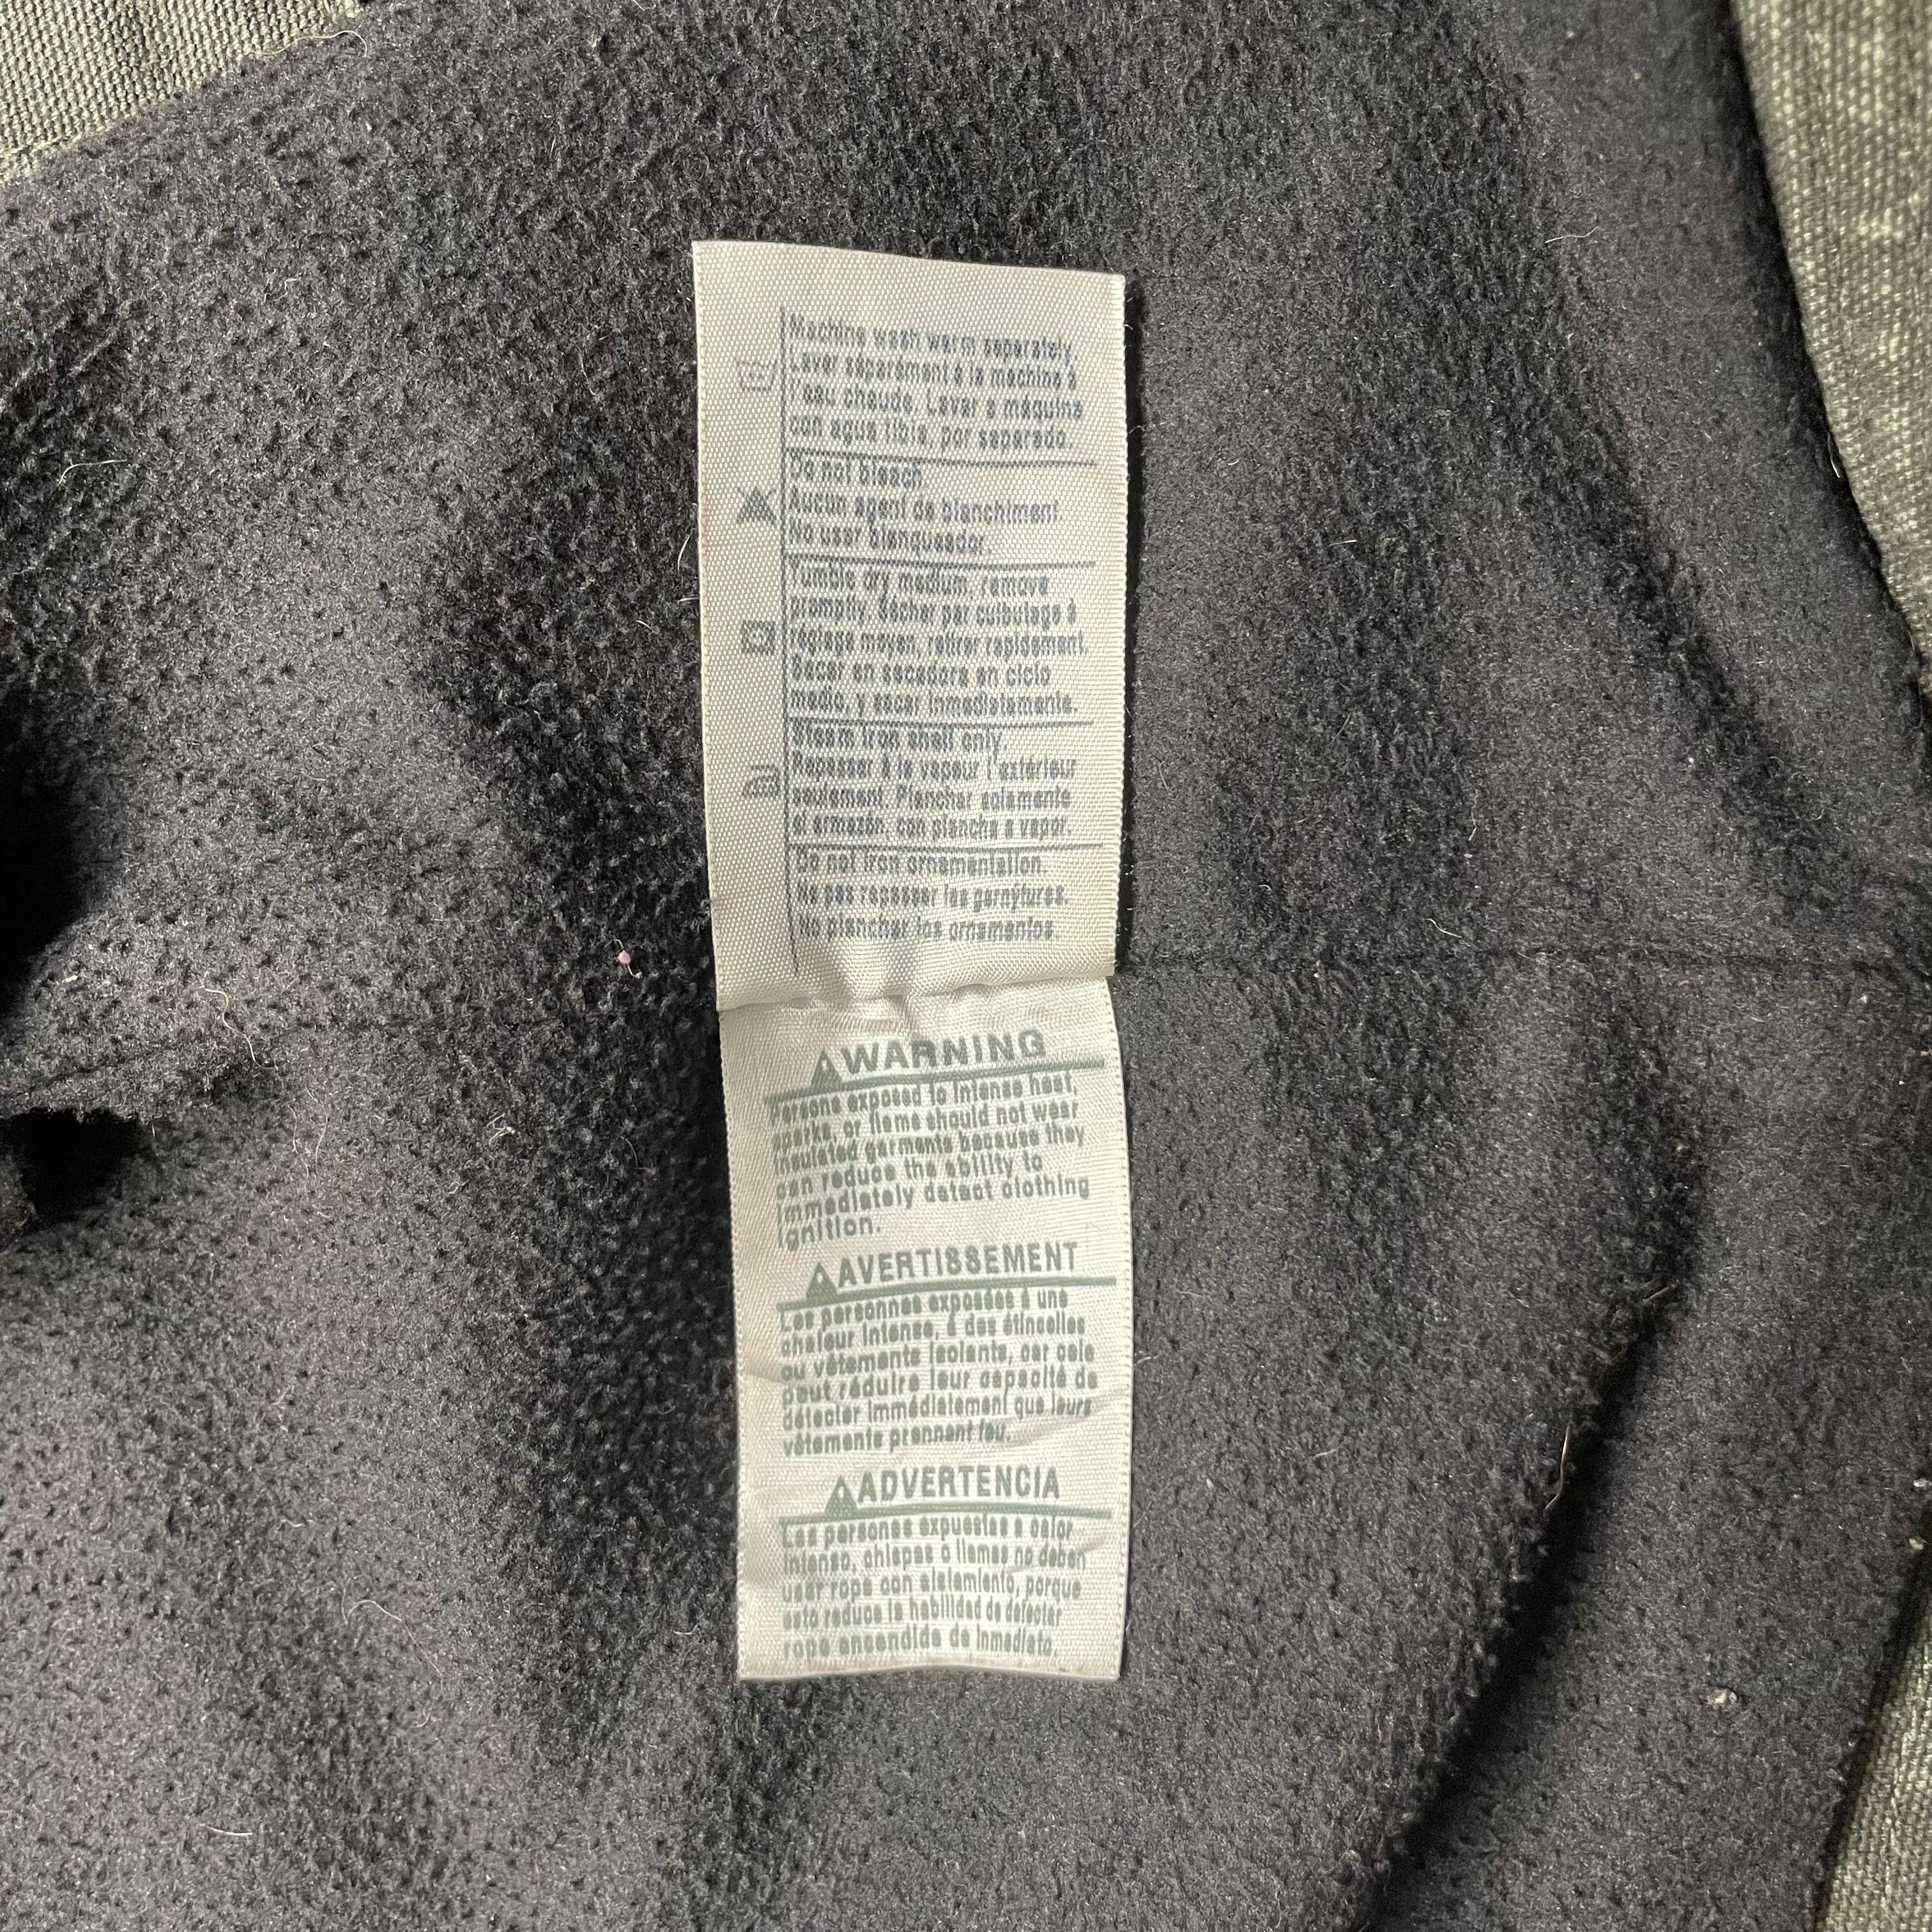 Machine wash warm separately.
Laver séparément à la machine à
l'eau chaude. Lavar a máquina
con agua tibia, por separado.
Do not bleach.
Aucun agent de blanchiment.
No usar blanqueador.
Tumble dry medium, remove
promptly. Sécher par culbutage à
réglage moyen, retirer rapidement.
Secar en secadora en ciclo
medio, y sacar inmediatamente.
Steam iron shell only.
Repasser à la vapeur l'extérieur
seulement. Planchar solamente
el armazón, con plancha a vapor.
Do not iron ornamentation.
Ne pas repasser les garnytures.
No planchar los ornamentos.
WARNING
Persons exposed to intense heat,
sparks, or flame should not wear
insulated garments because they
can reduce the ability to
immediately detect clothing
ignition.
AVERTISSEMENT
Les personnes exposées à une
chaleur intense, à des étincelles
ou vêtements isolants, car cela
peut réduire leur capacité de
détecter immédiatement que leurs
vêtements prennent feu.
ADVERTENCIA
Las personas expuestas a calor
intenso, chispas o llamas no deben
usar ropa con aislamiento, porque
esto reduce la habilidad de detectar
ropa encendida de inmediato.